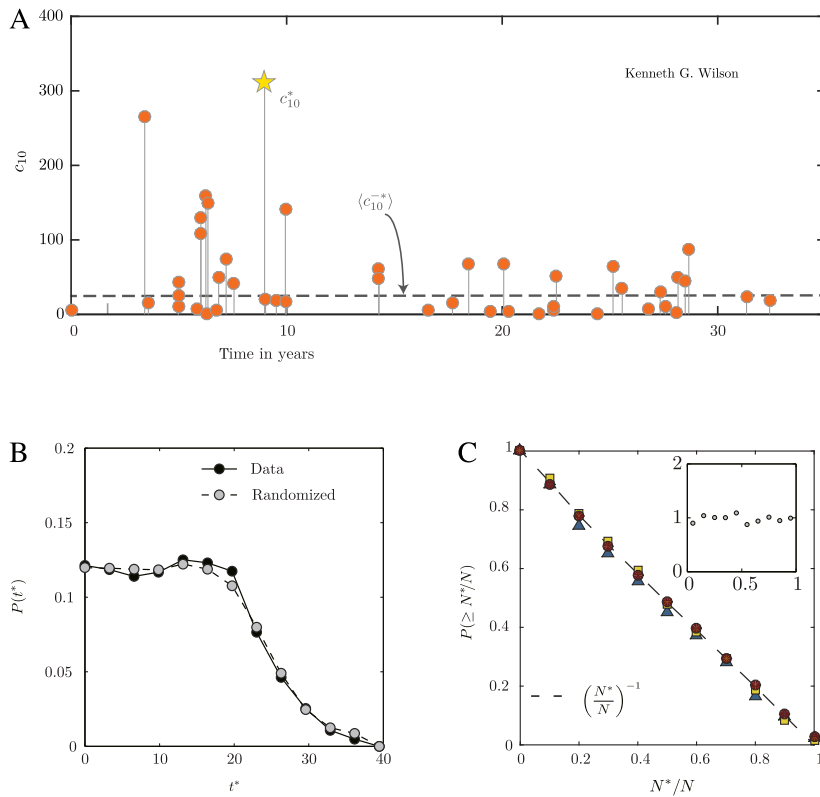 A
400
300
200
100
0
c₁₀
c*₁₀
⟨c₁₀⁻*⟩
Kenneth G. Wilson
0 10 20 30
Time in years
B
0.2
0.15
0.1
0.05
0
P(t*)
Data
Randomized
0 10 20 30 40
t*
C
1
0.8
0.6
0.4
0.2
0
P(≥ N*/N)
2
1
0
0 0.5 1
(N*/N)⁻¹
0 0.2 0.4 0.6 0.8 1
N*/N